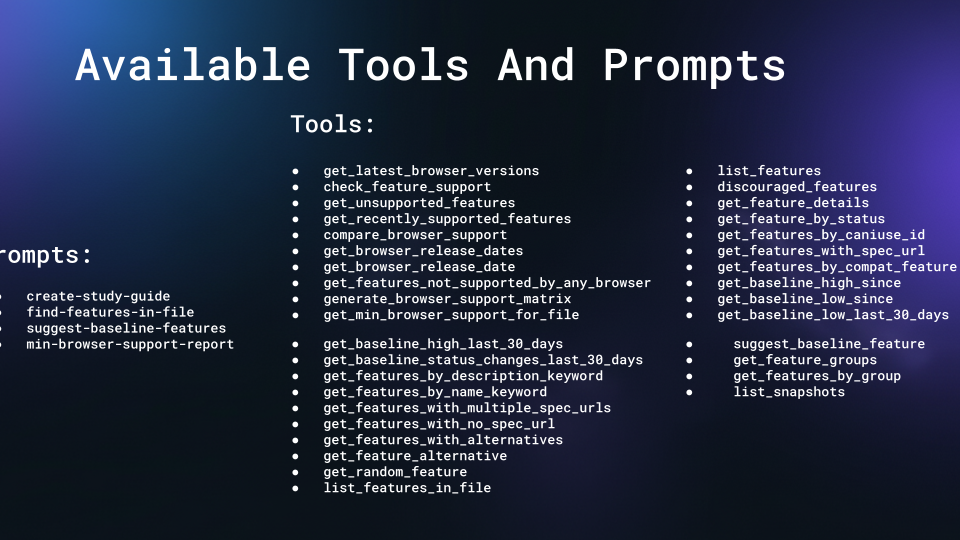 Available Tools And Prompts
Tools:
get_latest_browser_versions
check_feature_support
get_unsupported_features
get_recently_supported_features
compare_browser_support
get_browser_release_dates
get_browser_release_date
get_features_not_supported_by_any_browser
generate_browser_support_matrix
get_min_browser_support_for_file
get_baseline_high_last_30_days
get_baseline_status_changes_last_30_days
get_features_by_description_keyword
get_features_by_name_keyword
get_features_with_multiple_spec_urls
get_features_with_no_spec_url
get_features_with_alternatives
get_feature_alternative
get_random_feature
list_features_in_file
list_features
discouraged_features
get_feature_details
get_feature_by_status
get_features_by_caniuse_id
get_features_with_spec_url
get_features_by_compat_feature
get_baseline_high_since
get_baseline_low_since
get_baseline_low_last_30_days
suggest_baseline_feature
get_feature_groups
get_features_by_group
list_snapshots
rompts:
create-study-guide
find-features-in-file
suggest-baseline-features
min-browser-support-report